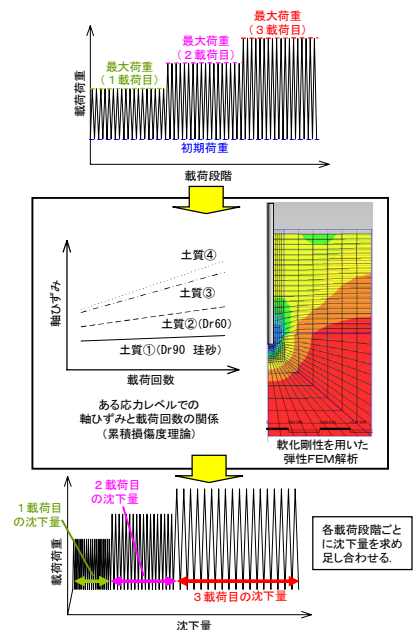 最大荷重
(3載荷目)
最大荷重
(2載荷目)
最大荷重
(1載荷目)
載荷荷重
初期荷重
載荷段階
軸ひずみ
土質④
土質③
土質②(Dr60)
土質①(Dr90 珪砂)
載荷回数
ある応力レベルでの
軸ひずみと載荷回数の関係
(累積損傷度理論)
軟化剛性を用いた
弾性FEM解析
2載荷目
の沈下量
1載荷目
の沈下量
載荷荷重
3載荷目の沈下量
沈下量
各載荷段階ごと
に沈下量を求め
足し合わせる.